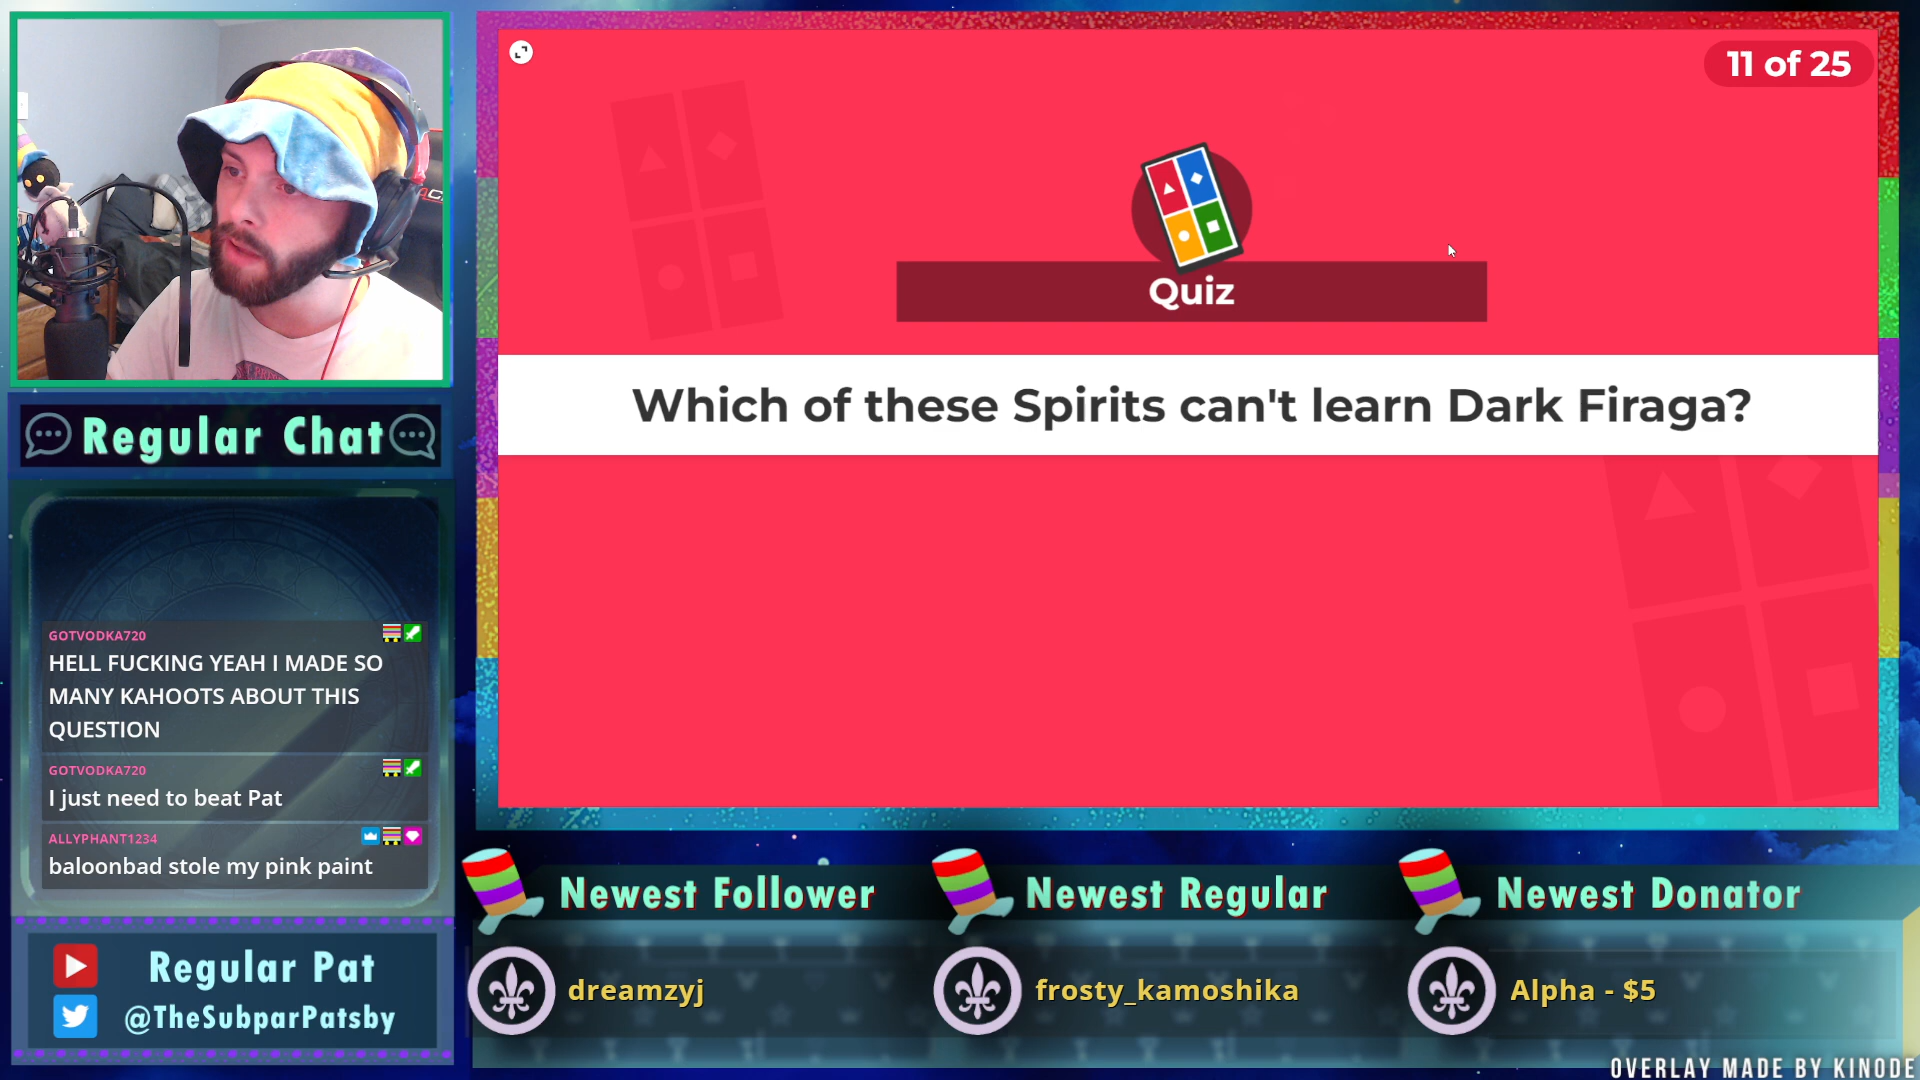 11 of 25
Quiz
Which of these Spirits can't learn Dark Firaga?
Regular Chat
GOTVODKA720
HELL FUCKING YEAH I MADE SO
MANY KAHOOTS ABOUT THIS
QUESTION
GOTVODKA720
I just need to beat Pat
ALLYPHANT1234
baloonbad stole my pink paint
Regular Pat
@TheSubparPatsby
Newest Follower
dreamzyj
Newest Regular
frosty_kamoshika
Newest Donator
Alpha - $5
OVERLAY MADE BY KINODE